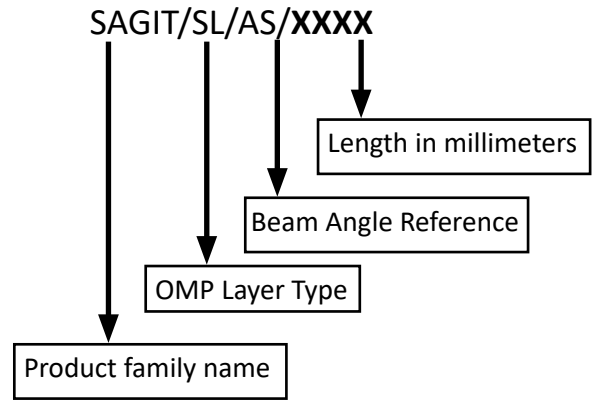 SAGIT/SL/AS/XXXX
Length in millimeters
Beam Angle Reference
OMP Layer Type
Product family name